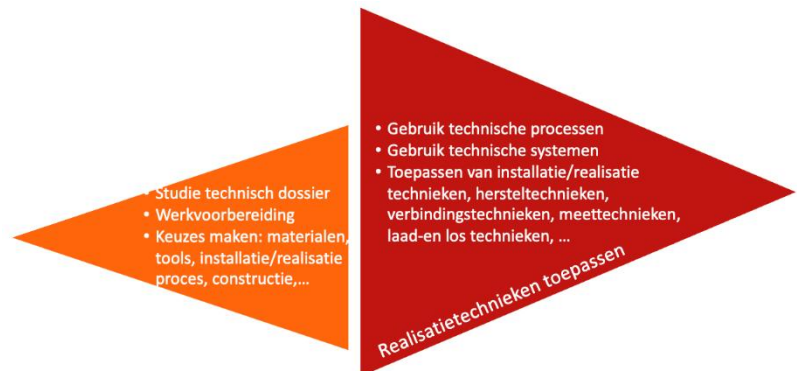 • Studie technisch dossier
• Werkvoorbereiding
• Keuzes maken: materialen,
tools, installatie/realisatie
proces, constructie,...
• Gebruik technische processen
• Gebruik technische systemen
• Toepassen van installatie/realisatie
technieken, hersteltechnieken,
verbindingstechnieken, meettechnieken,
laad-en los technieken, ...
Realisatietechnieken toepassen